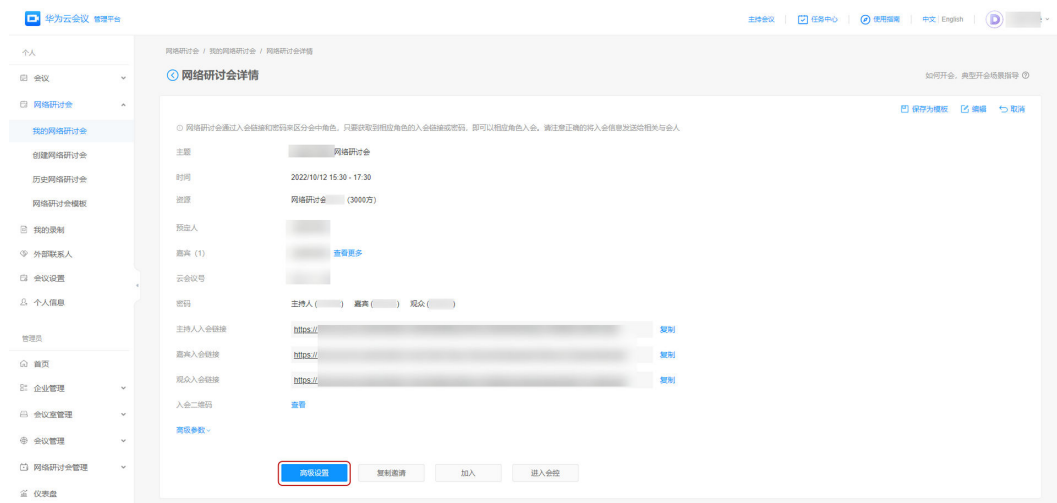 华为云会议 管理平台
主持会议 任务中心 使用指南 中文 English
个人
会议
网络研讨会
我的网络研讨会
创建网络研讨会
历史网络研讨会
网络研讨会模板
我的录制
外部联系人
会议设置
个人信息
管理员
首页
企业管理
会议室管理
会议管理
网络研讨会管理
仪表盘
网络研讨会 / 我的网络研讨会 / 网络研讨会详情
网络研讨会详情
如何开会、典型开会场景指导
保存为模板 编辑 取消
网络研讨会通过入会链接和密码来区分会中角色，只要获取到相应角色的入会链接或密码，即可以相应角色入会。请注意正确的将入会信息发送给相关与会人
主题 网络研讨会
时间 2022/10/12 15:30 - 17:30
资源 网络研讨会 (3000方)
预定人
嘉宾 (1) 查看更多
云会议号
密码 主持人 ( ) 嘉宾 ( ) 观众 ( )
主持人入会链接 https:// 复制
嘉宾入会链接 https:// 复制
观众入会链接 https:// 复制
入会二维码 查看
高级参数
高级设置 复制邀请 加入 进入会控